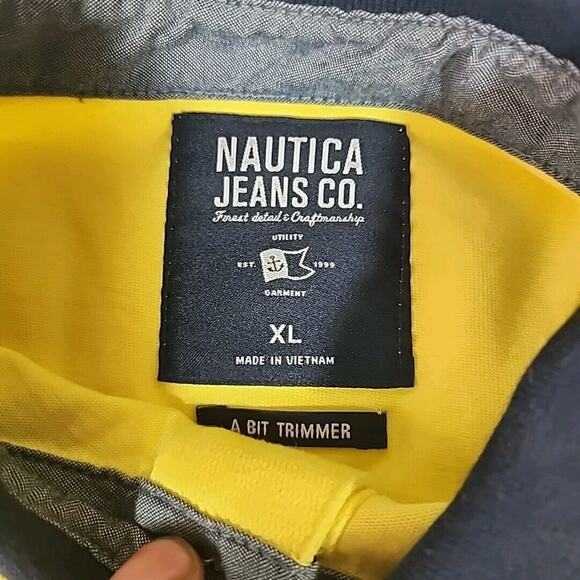 NAUTICA
JEANS CO.
Finest detail & Craftmanship
UTILITY
EST. 1999
GARMENT
XL
MADE IN VIETNAM
A BIT TRIMMER